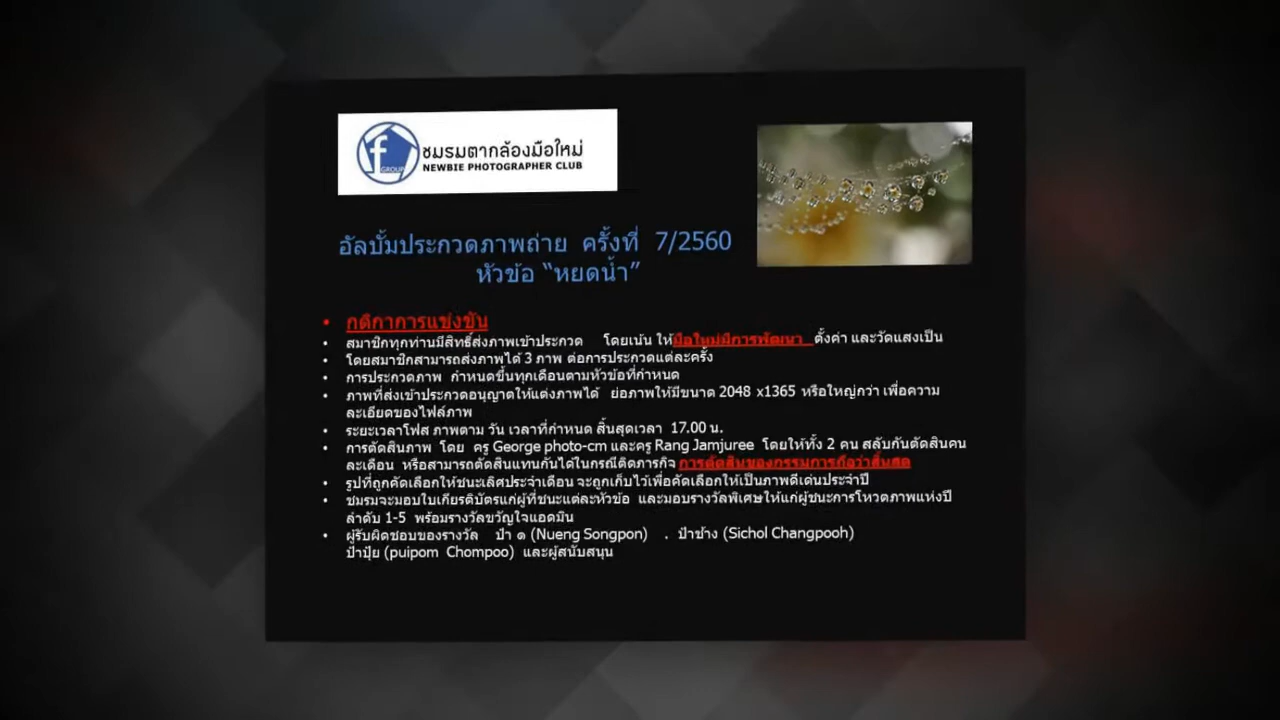 f
GROUP
ชมรมตากล้องมือใหม่
NEWBIE PHOTOGRAPHER CLUB
อัลบั้มประกวดภาพถ่าย ครั้งที่ 7/2560
หัวข้อ “หยดน้ำ”
• กติกาการแข่งขัน
• สมาชิกทุกท่านมีสิทธิ์ส่งภาพเข้าประกวด โดยเน้น ให้มือใหม่มีการพัฒนา ตั้งค่า และวัดแสงเป็น
• โดยสมาชิกสามารถส่งภาพได้ 3 ภาพ ต่อการประกวดแต่ละครั้ง
• การประกวดภาพ กำหนดขึ้นทุกเดือนตามหัวข้อที่กำหนด
• ภาพที่ส่งเข้าประกวดอนุญาตให้แต่งภาพได้ ย่อภาพให้มีขนาด 2048 x1365 หรือใหญ่กว่า เพื่อความ
ละเอียดของไฟล์ภาพ
• ระยะเวลาโฟส ภาพตาม วัน เวลาที่กำหนด สิ้นสุดเวลา 17.00 น.
• การตัดสินภาพ โดย ครู George photo-cm และครู Rang Jamjuree โดยให้ทั้ง 2 คน สลับกันตัดสินคน
ละเดือน หรือสามารถตัดสินแทนกันได้ในกรณีติดภารกิจ การตัดสินของกรรมการถือว่าสิ้นสุด
• รูปที่ถูกคัดเลือกให้ชนะเลิศประจำเดือน จะถูกเก็บไว้เพื่อคัดเลือกให้เป็นภาพดีเด่นประจำปี
• ชมรมจะมอบใบเกียรติบัตรแก่ผู้ที่ชนะแต่ละหัวข้อ และมอบรางวัลพิเศษให้แก่ผู้ชนะการโหวตภาพแห่งปี
ลำดับ 1-5 พร้อมรางวัลขวัญใจแอดมิน
• ผู้รับผิดชอบของรางวัล ป๋า ๑ (Nueng Songpon) . ป๋าช้าง (Sichol Changpooh)
ป้าปุ้ย (puipom Chompoo) และผู้สนับสนุน